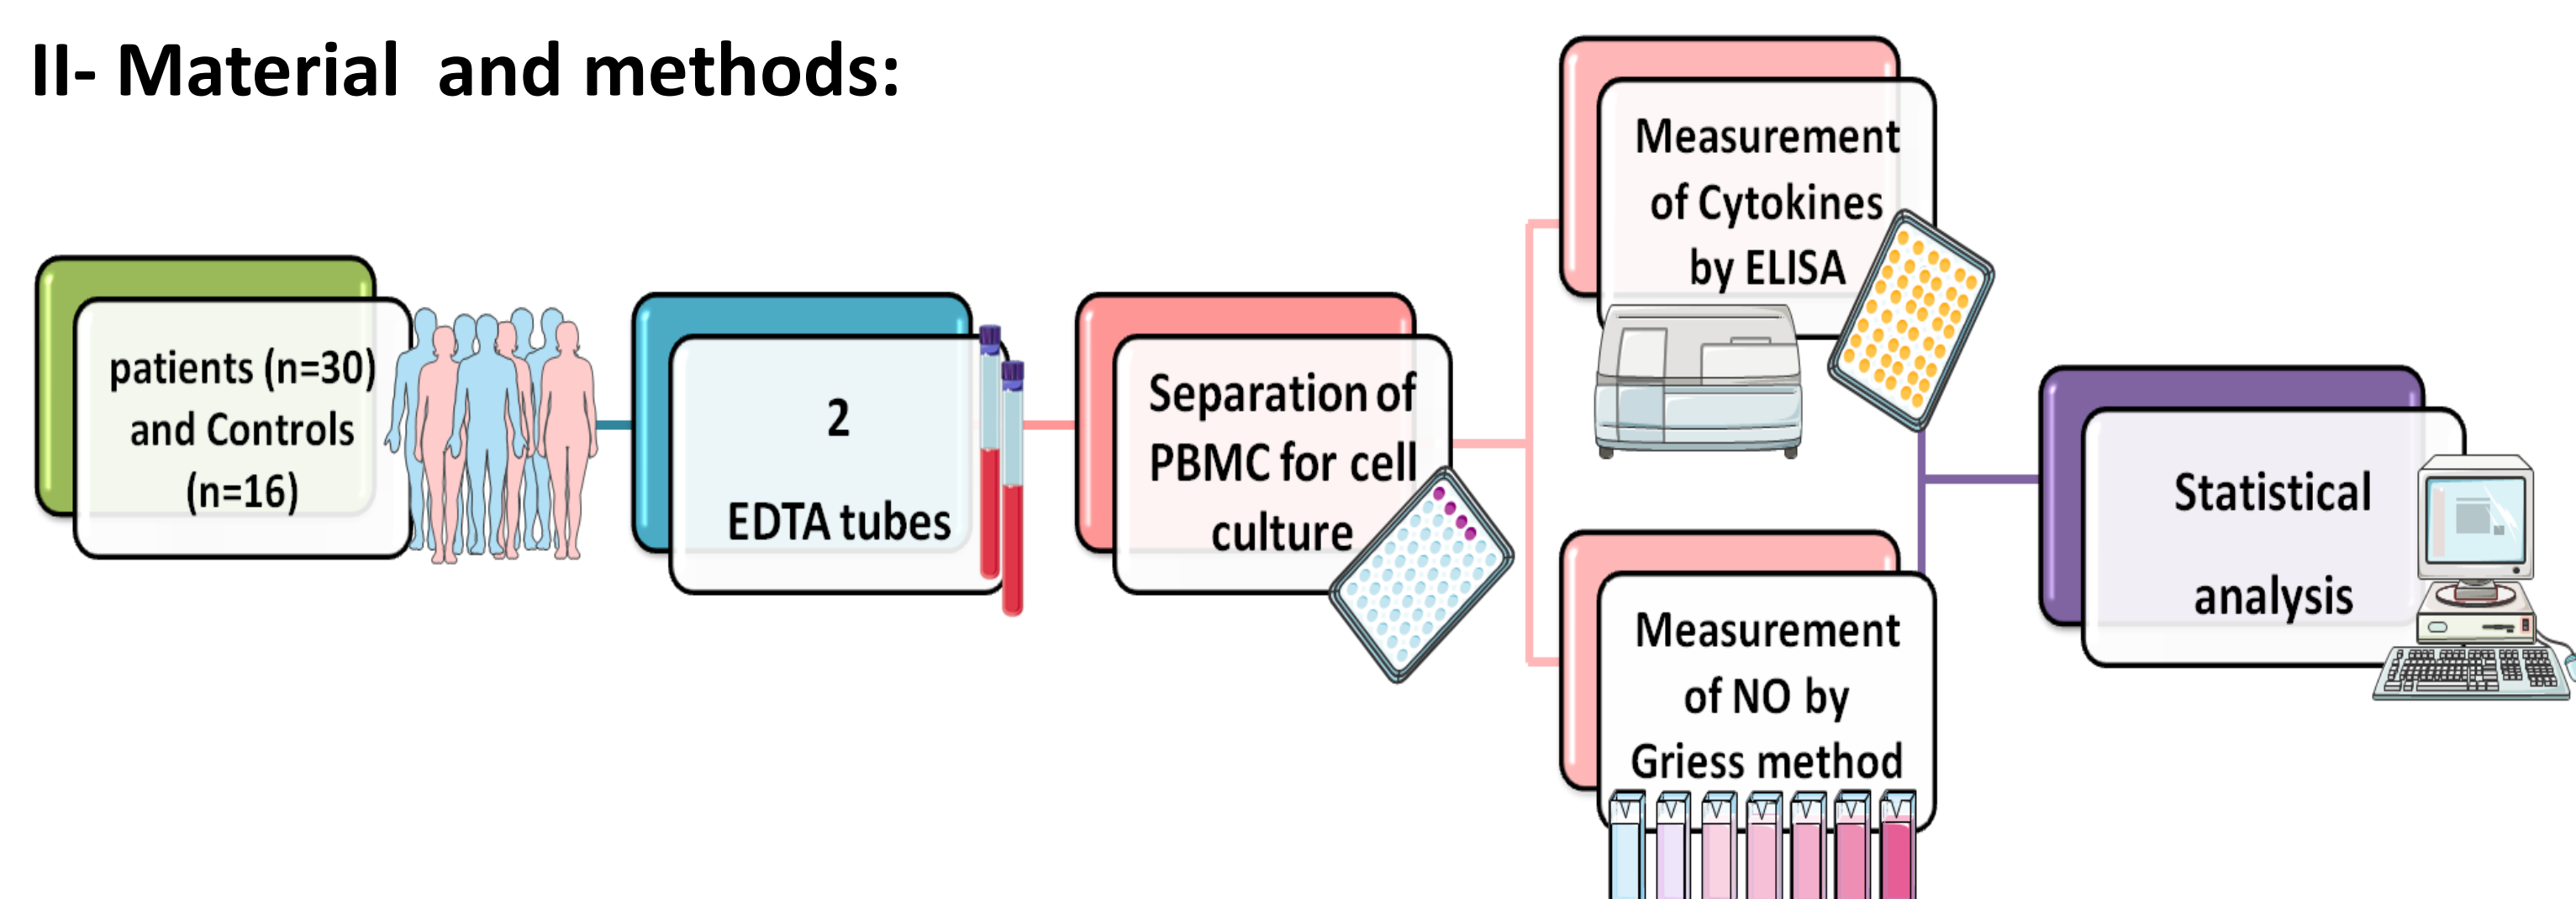 II- Material  and methods:
patients (n=30)
and Controls
(n=16)
2
EDTA tubes
Separation of
PBMC for cell
culture
Measurement
of Cytokines
by ELISA
Measurement
of NO by
Griess method
Statistical
analysis